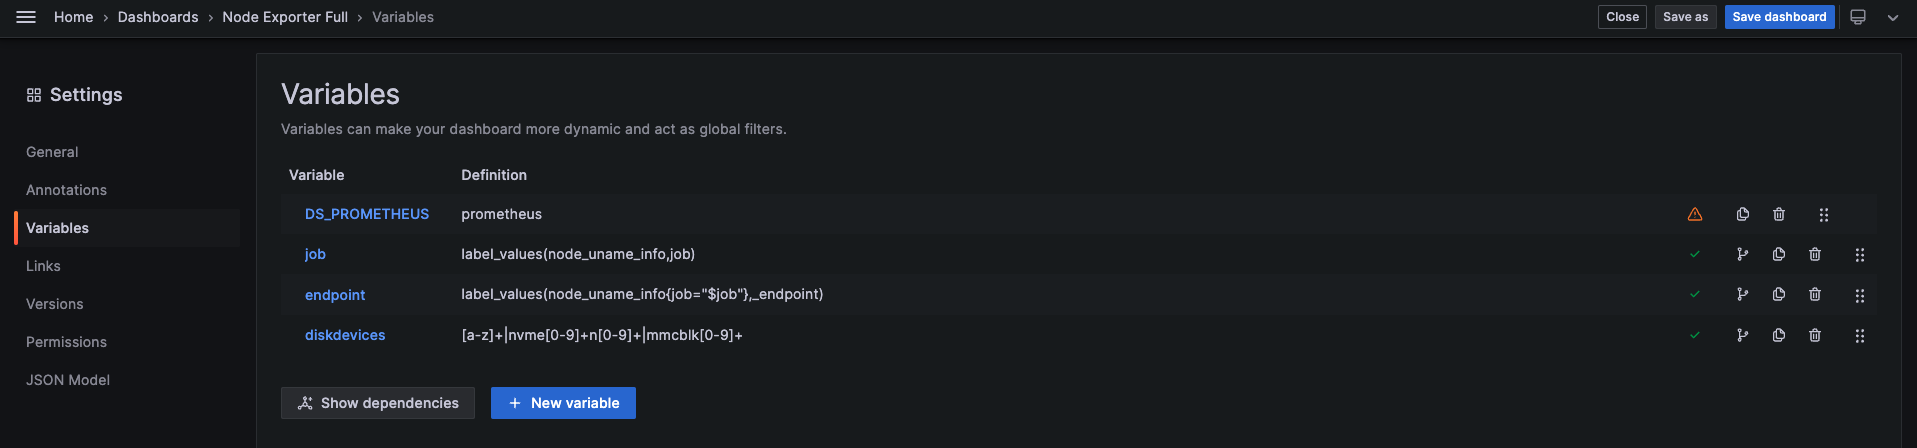 Home › Dashboards › Node Exporter Full › Variables
Close Save as Save dashboard
Settings
General
Annotations
Variables
Links
Versions
Permissions
JSON Model
Variables
Variables can make your dashboard more dynamic and act as global filters.
Variable Definition
DS_PROMETHEUS prometheus
job label_values(node_uname_info,job)
endpoint label_values(node_uname_info{job="$job"},_endpoint)
diskdevices [a-z]+|nvme[0-9]+n[0-9]+|mmcblk[0-9]+
Show dependencies + New variable